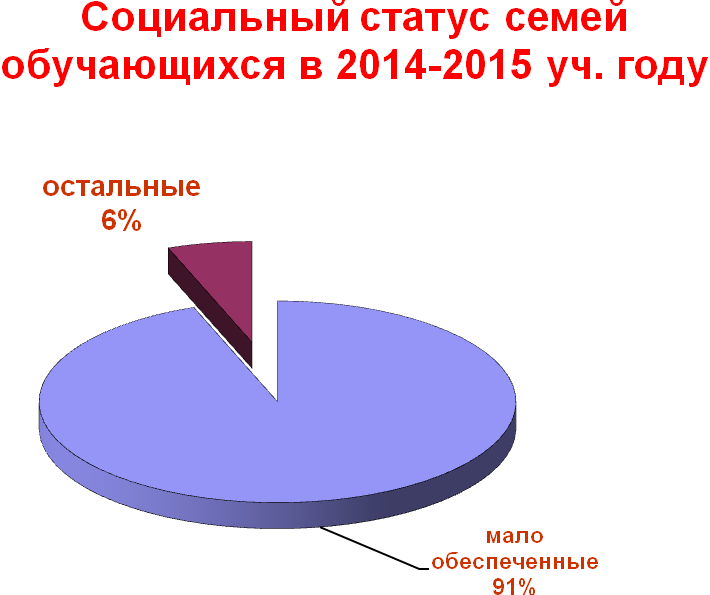 Социальный статус семей
обучающихся в 2014-2015 уч. году
остальные
6%
мало
обеспеченные
91%